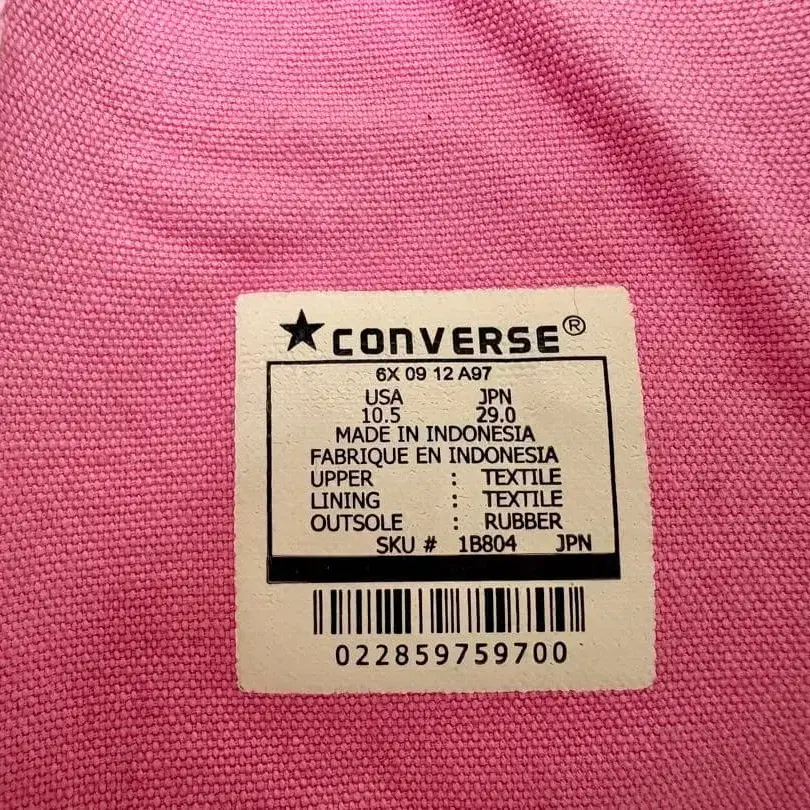 ★CONVERSE®
6X 09 12 A97
USA JPN
10.5 29.0
MADE IN INDONESIA
FABRIQUE EN INDONESIA
UPPER : TEXTILE
LINING : TEXTILE
OUTSOLE : RUBBER
SKU # 1B804 JPN
022859759700